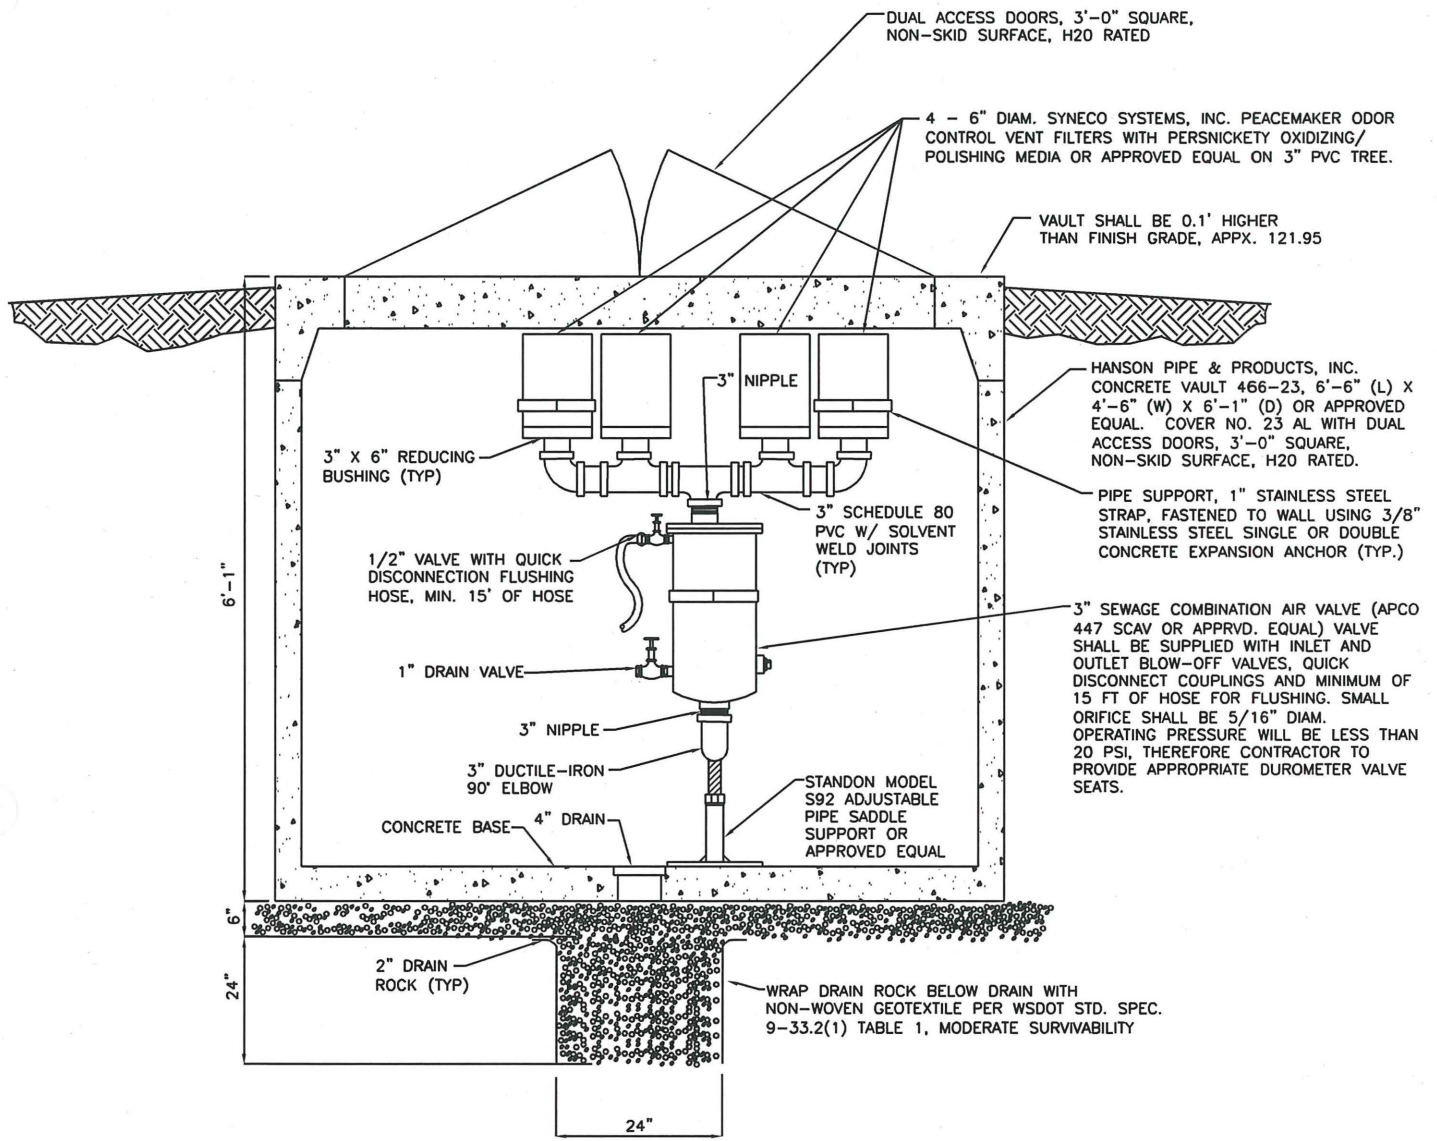 DUAL ACCESS DOORS, 3'-0" SQUARE,
NON-SKID SURFACE, H20 RATED
4 - 6" DIAM. SYNECO SYSTEMS, INC. PEACEMAKER ODOR
CONTROL VENT FILTERS WITH PERSNICKETY OXIDIZING/
POLISHING MEDIA OR APPROVED EQUAL ON 3" PVC TREE.
VAULT SHALL BE 0.1' HIGHER
THAN FINISH GRADE, APPX. 121.95
HANSON PIPE & PRODUCTS, INC.
CONCRETE VAULT 466-23, 6'-6" (L) X
4'-6" (W) X 6'-1" (D) OR APPROVED
EQUAL. COVER NO. 23 AL WITH DUAL
ACCESS DOORS, 3'-0" SQUARE,
NON-SKID SURFACE, H20 RATED.
3" NIPPLE
3" X 6" REDUCING
BUSHING (TYP)
PIPE SUPPORT, 1" STAINLESS STEEL
STRAP, FASTENED TO WALL USING 3/8"
STAINLESS STEEL SINGLE OR DOUBLE
CONCRETE EXPANSION ANCHOR (TYP.)
3" SCHEDULE 80
PVC W/ SOLVENT
WELD JOINTS
(TYP)
1/2" VALVE WITH QUICK
DISCONNECTION FLUSHING
HOSE, MIN. 15' OF HOSE
6'-1"
3" SEWAGE COMBINATION AIR VALVE (APCO
447 SCAV OR APPRVD. EQUAL) VALVE
SHALL BE SUPPLIED WITH INLET AND
OUTLET BLOW-OFF VALVES, QUICK
DISCONNECT COUPLINGS AND MINIMUM OF
15 FT OF HOSE FOR FLUSHING. SMALL
ORIFICE SHALL BE 5/16" DIAM.
OPERATING PRESSURE WILL BE LESS THAN
20 PSI, THEREFORE CONTRACTOR TO
PROVIDE APPROPRIATE DUROMETER VALVE
SEATS.
1" DRAIN VALVE
3" NIPPLE
3" DUCTILE-IRON
90° ELBOW
STANDON MODEL
S92 ADJUSTABLE
PIPE SADDLE
SUPPORT OR
APPROVED EQUAL
CONCRETE BASE
4" DRAIN
6"
24"
2" DRAIN
ROCK (TYP)
WRAP DRAIN ROCK BELOW DRAIN WITH
NON-WOVEN GEOTEXTILE PER WSDOT STD. SPEC.
9-33.2(1) TABLE 1, MODERATE SURVIVABILITY
24"